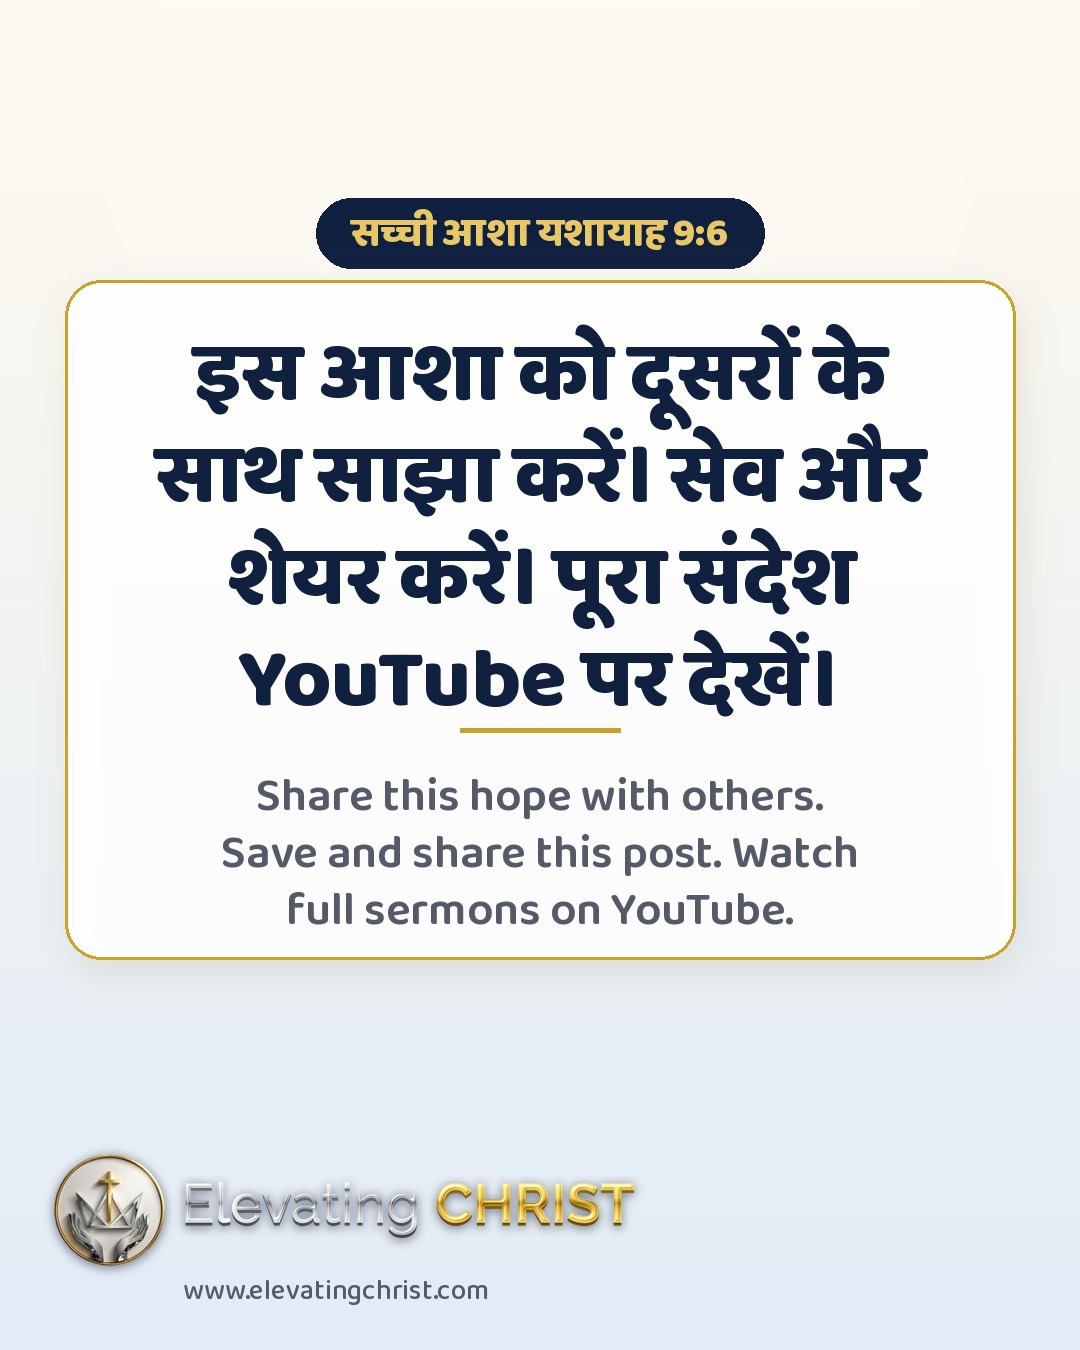 सच्ची आशा यशायाह 9:6
इस आशा को दूसरों के
साथ साझा करें। सेव और
शेयर करें। पूरा संदेश
YouTube पर देखें।
Share this hope with others.
Save and share this post. Watch
full sermons on YouTube.
Elevating CHRIST
www.elevatingchrist.com